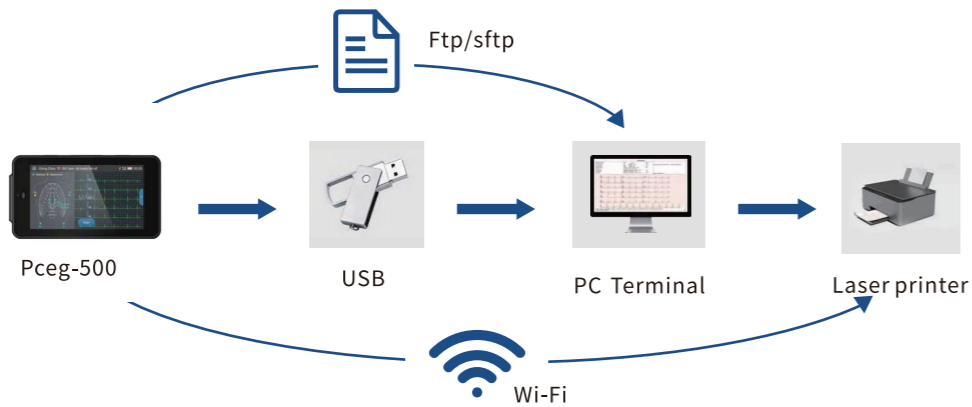 Ftp/sftp
Pceg-500
USB
PC Terminal
Laser printer
Wi-Fi